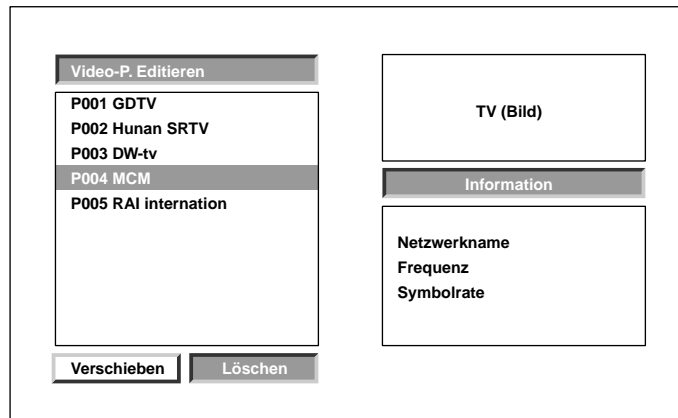 Video-P. Editieren
P001 GDTV
P002 Hunan SRTV
P003 DW-tv
P004 MCM
P005 RAI internation
Verschieben
Löschen
TV (Bild)
Information
Netzwerkname
Frequenz
Symbolrate